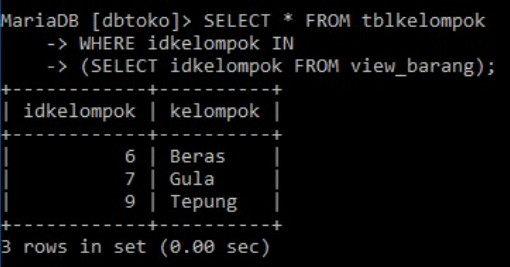 MariaDB [dbtoko]> SELECT * FROM tblkelompok
    -> WHERE idkelompok IN
    -> (SELECT idkelompok FROM view_barang);
+------------+----------+
| idkelompok | kelompok |
+------------+----------+
|          6 | Beras    |
|          7 | Gula     |
|          9 | Tepung   |
+------------+----------+
3 rows in set (0.00 sec)